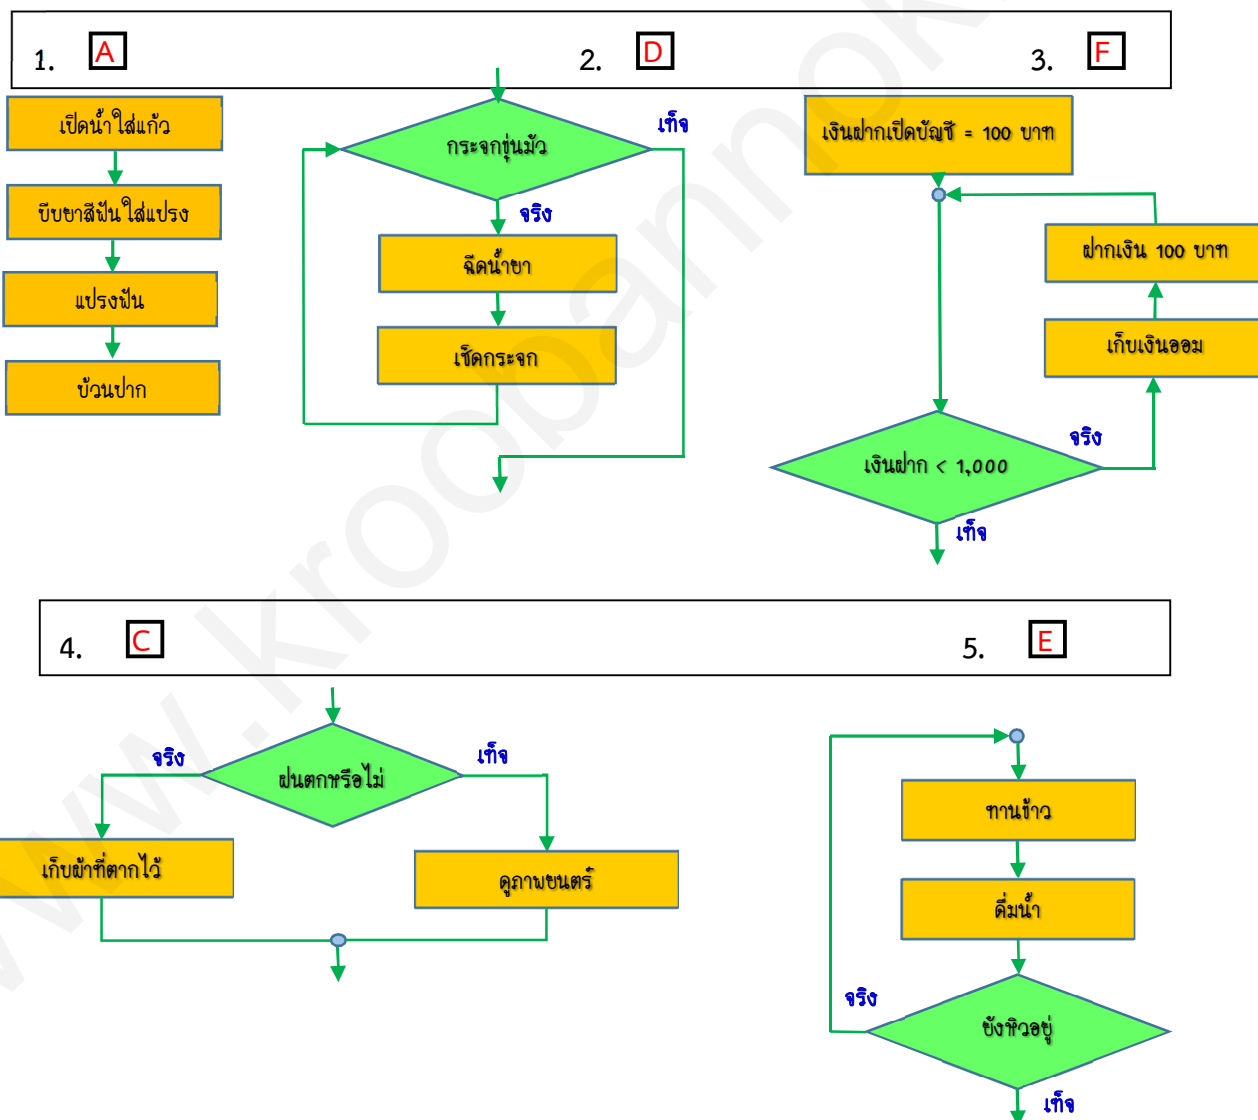 1. A
2. D
3. F
เปิดน้ำใส่แก้ว
บีบยาสีฟันใส่แปรง
แปรงฟัน
บ้วนปาก
กระจกขุ่นมัว
เท็จ
จริง
ฉีดน้ำยา
เช็ดกระจก
เงินฝากเปิดบัญชี = 100 บาท
ฝากเงิน 100 บาท
เก็บเงินออม
จริง
เงินฝาก < 1,000
เท็จ
4. C
5. E
จริง
เท็จ
ฝนตกหรือไม่
เก็บผ้าที่ตากไว้
ดูภาพยนตร์
ทานข้าว
ดื่มน้ำ
จริง
ยังหิวอยู่
เท็จ